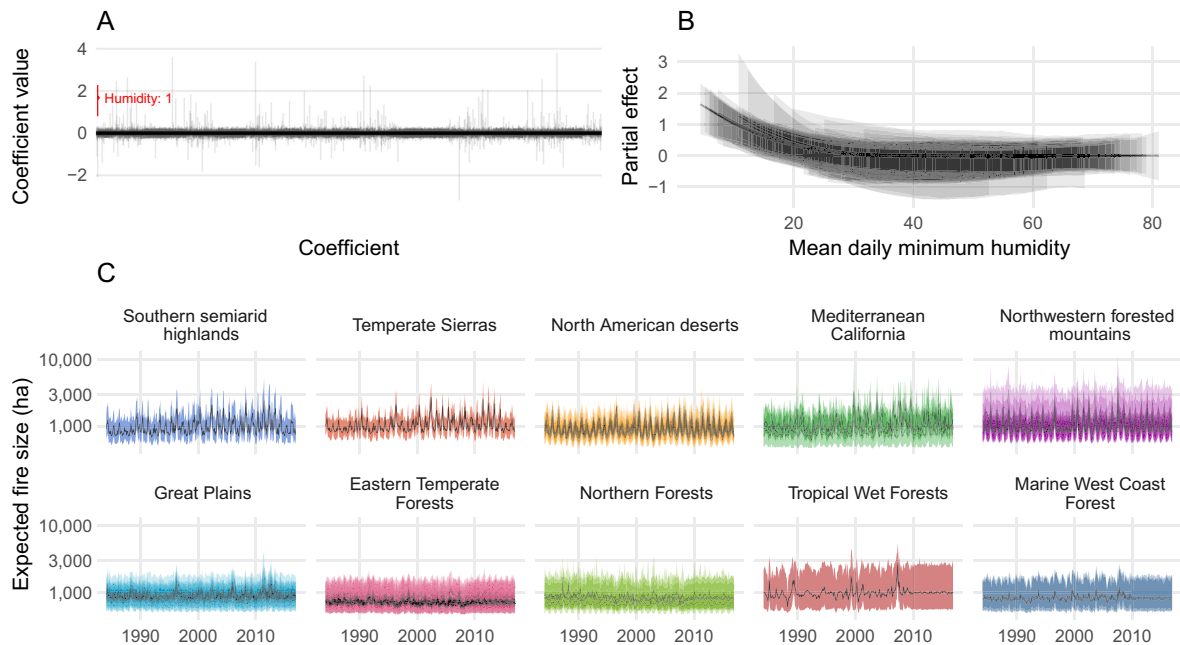 A
Coefficient value
4
2
0
−2
Humidity: 1
Coefficient
B
Partial effect
3
2
1
0
−1
20
40
60
80
Mean daily minimum humidity
C
Expected fire size (ha)
Southern semiarid
highlands
Temperate Sierras
North American deserts
Mediterranean
California
Northwestern forested
mountains
10,000
3,000
1,000
Great Plains
Eastern Temperate
Forests
Northern Forests
Tropical Wet Forests
Marine West Coast
Forest
10,000
3,000
1,000
1990 2000 2010
1990 2000 2010
1990 2000 2010
1990 2000 2010
1990 2000 2010